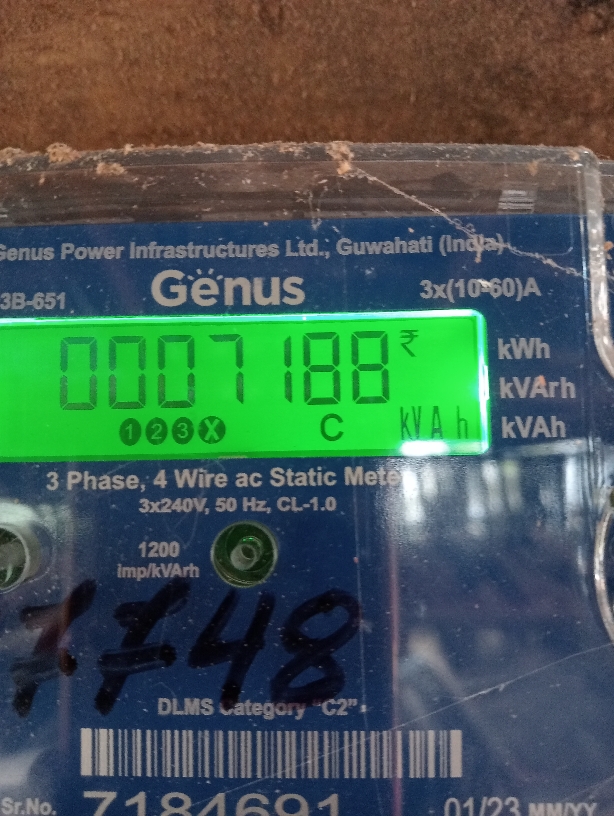 Genus Power Infrastructures Ltd., Guwahati (India)
3B-651 Genus 3x(10-60)A
0007188 ₹ kWh
kVArh
1 2 3 X C kVAh kVAh
3 Phase, 4 Wire ac Static Meter
3x240V, 50 Hz, CL-1.0
1200
imp/kVArh
7748
DLMS Category "C2"
Sr.No. 7184691 01/23 MM/YY